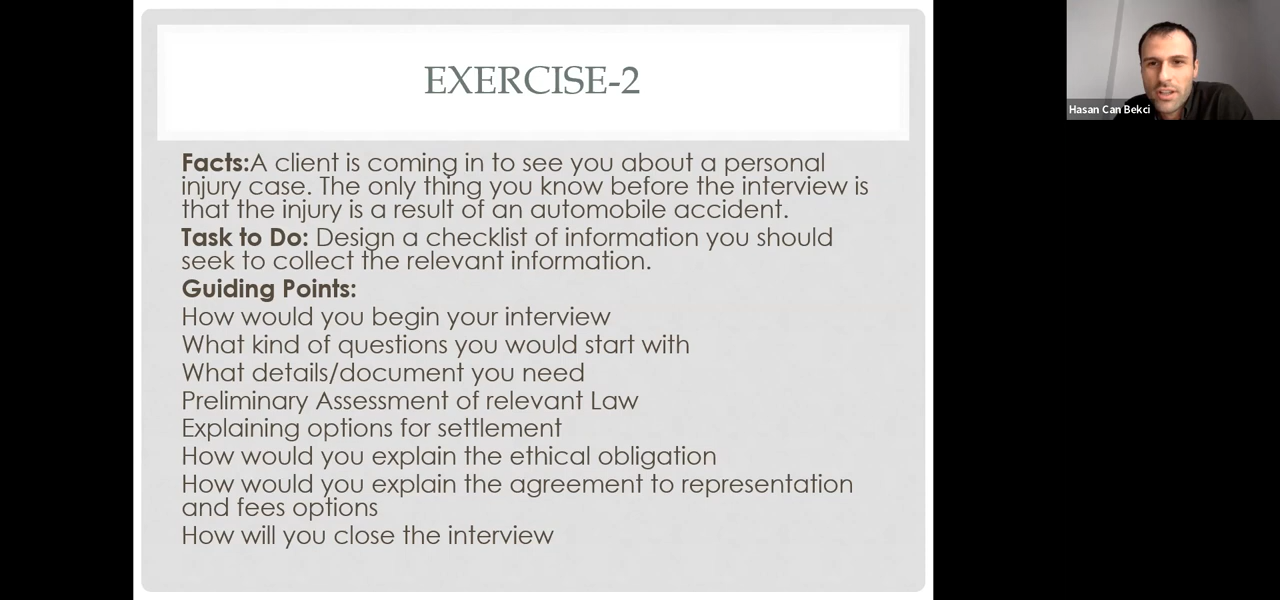 EXERCISE-2
Facts:A client is coming in to see you about a personal
injury case. The only thing you know before the interview is
that the injury is a result of an automobile accident.
Task to Do: Design a checklist of information you should
seek to collect the relevant information.
Guiding Points:
How would you begin your interview
What kind of questions you would start with
What details/document you need
Preliminary Assessment of relevant Law
Explaining options for settlement
How would you explain the ethical obligation
How would you explain the agreement to representation
and fees options
How will you close the interview
Hasan Can Bekci